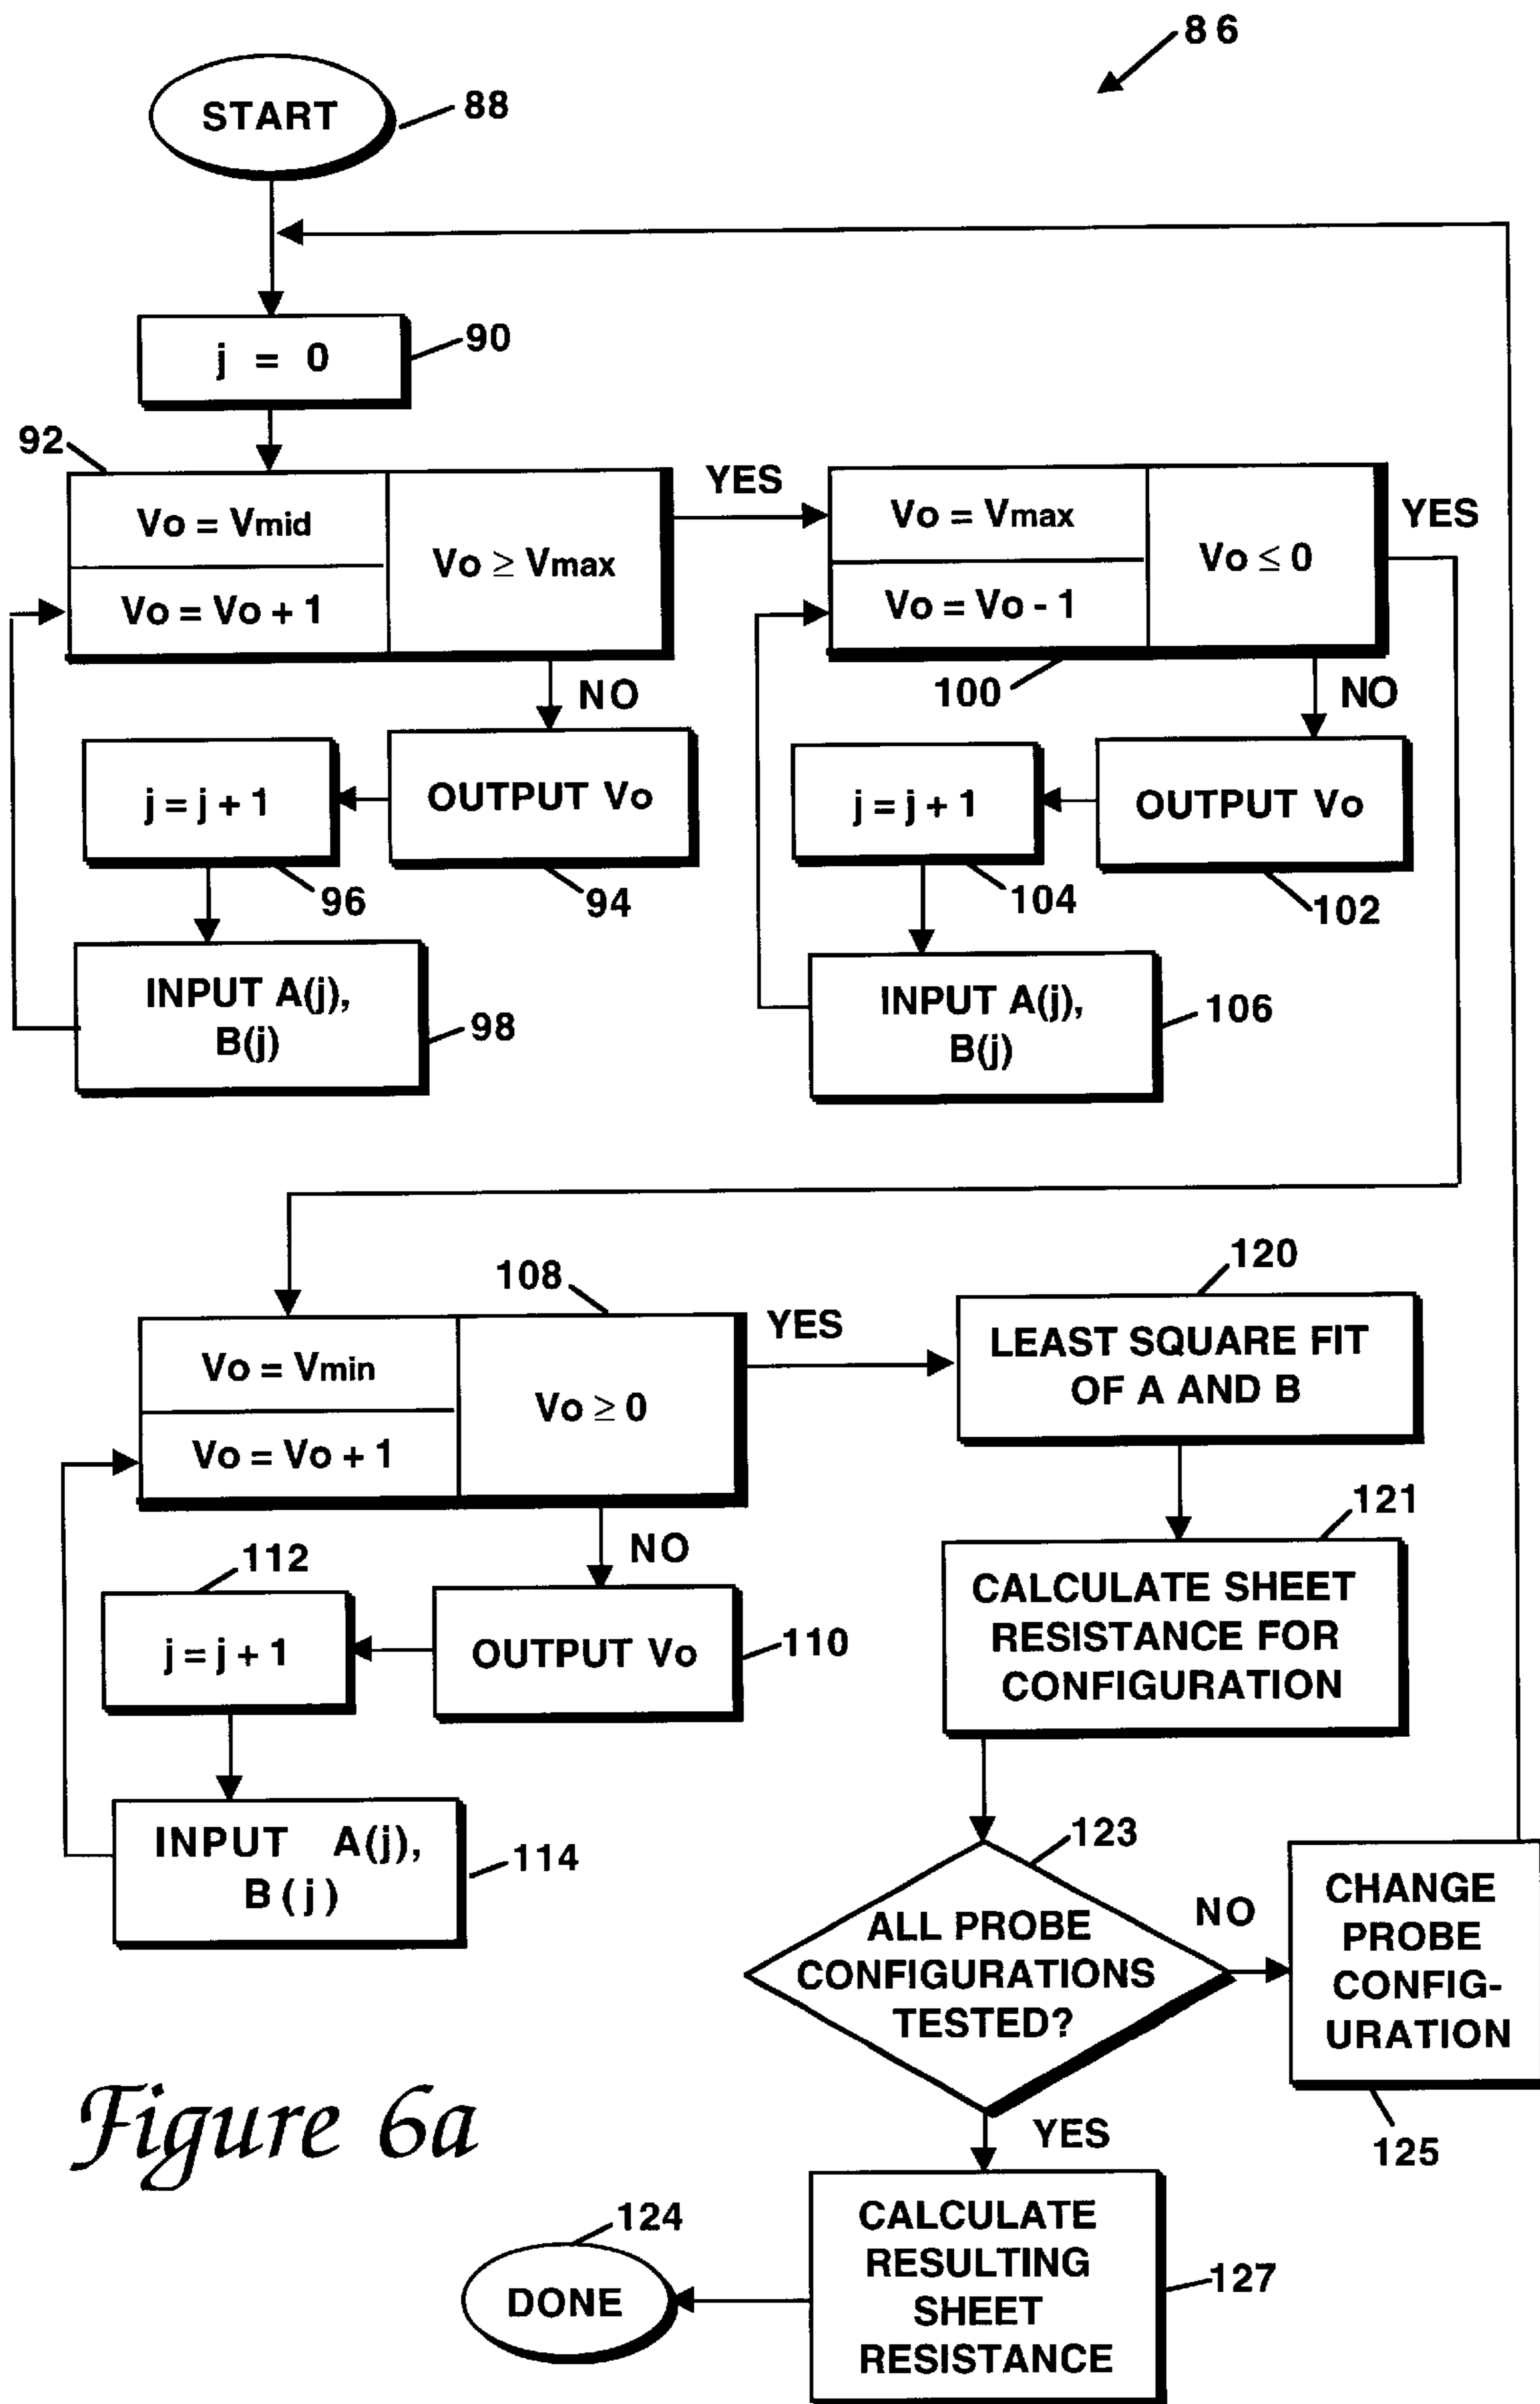 86
START
88
j = 0
90
92
Vo = Vmid
Vo = Vo + 1
Vo ≥ Vmax
YES
NO
OUTPUT Vo
94
j = j + 1
96
INPUT A(j),
B(j)
98
Vo = Vmax
Vo = Vo - 1
Vo ≤ 0
YES
100
NO
OUTPUT Vo
102
j = j + 1
104
INPUT A(j),
B(j)
106
108
Vo = Vmin
Vo = Vo + 1
Vo ≥ 0
YES
NO
OUTPUT Vo
110
112
j = j + 1
INPUT A(j),
B(j)
114
120
LEAST SQUARE FIT
OF A AND B
121
CALCULATE SHEET
RESISTANCE FOR
CONFIGURATION
123
ALL PROBE
CONFIGURATIONS
TESTED?
NO
CHANGE
PROBE
CONFIG-
URATION
125
YES
CALCULATE
RESULTING
SHEET
RESISTANCE
127
124
DONE
Figure 6a